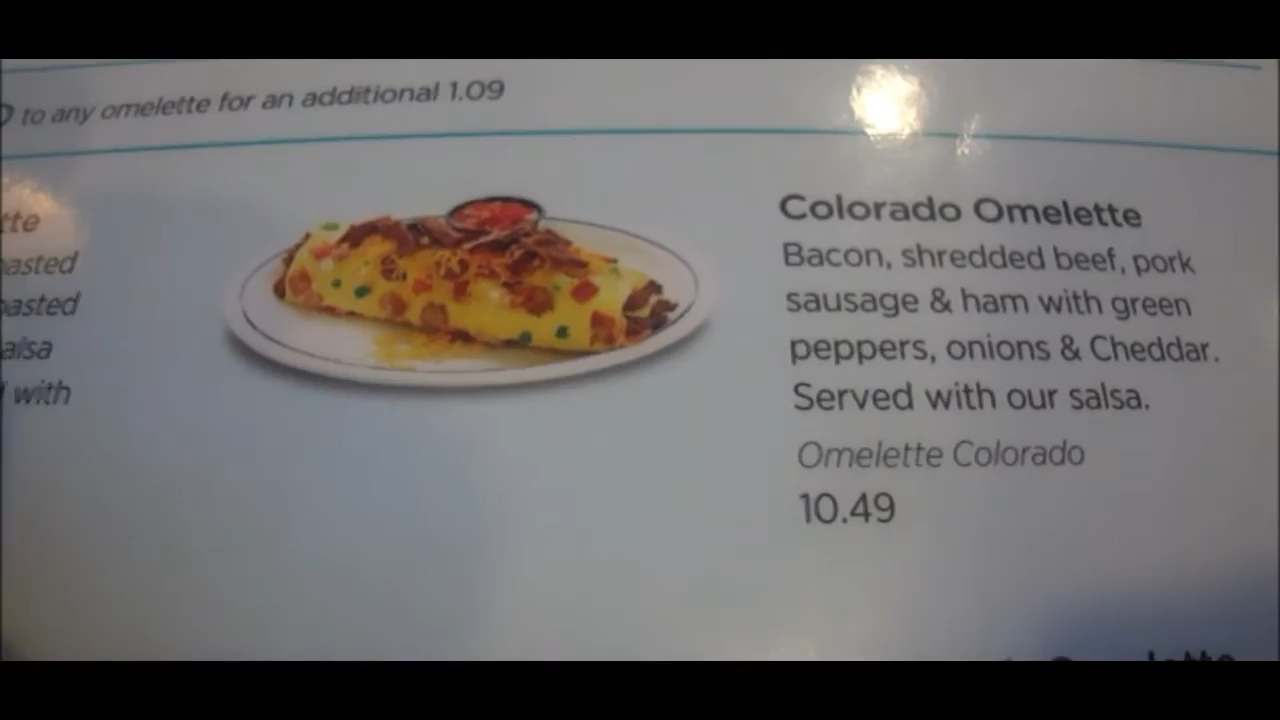 to any omelette for an additional 1.09
with
Colorado Omelette
Bacon, shredded beef, pork
sausage & ham with green
peppers, onions & Cheddar.
Served with our salsa.
Omelette Colorado
10.49